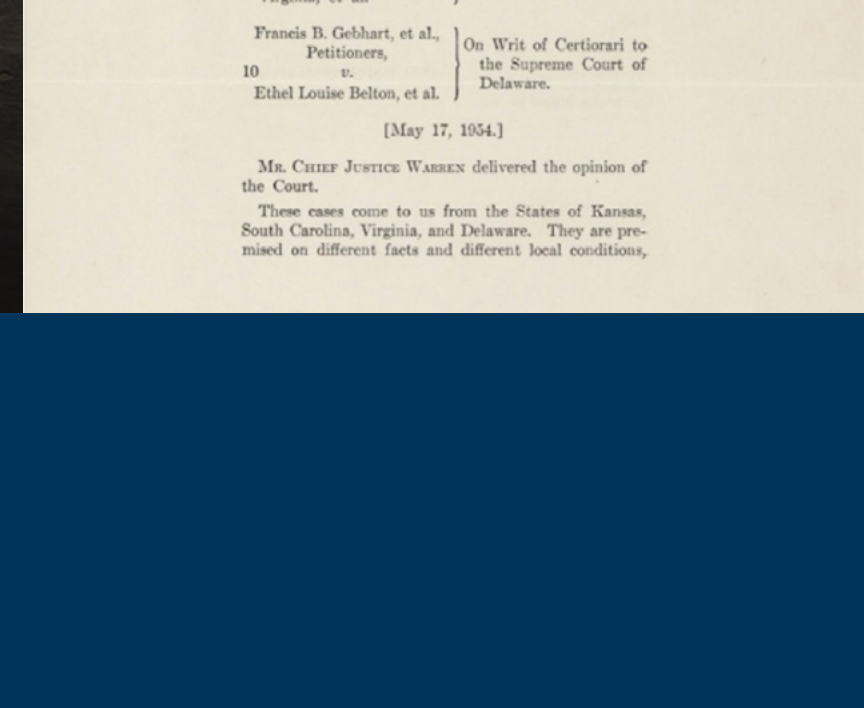 Francis B. Gebhart, et al.,
Petitioners,
10 v.
Ethel Louise Belton, et al.
On Writ of Certiorari to
the Supreme Court of
Delaware.
[May 17, 1954.]
MR. CHIEF JUSTICE WARREN delivered the opinion of
the Court.
These cases come to us from the States of Kansas,
South Carolina, Virginia, and Delaware. They are pre-
mised on different facts and different local conditions,